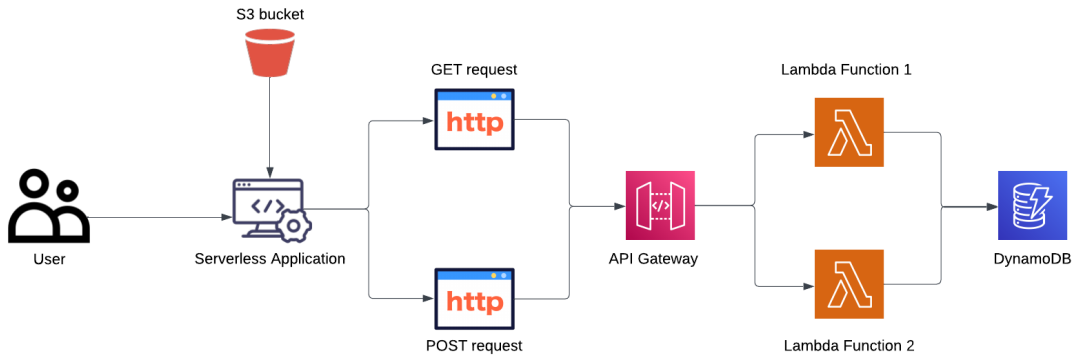 S3 bucket
GET request
Lambda Function 1
http
</>
User
Serverless Application
</>
API Gateway
DynamoDB
http
POST request
Lambda Function 2